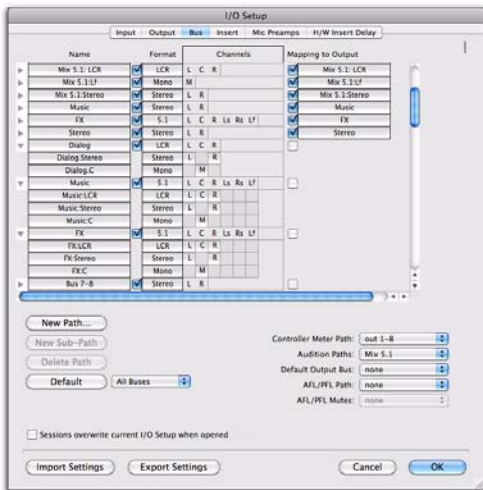 I/O Setup
Input Output Bus Insert Mic Preamps H/W Insert Delay
Name Format Channels Mapping to Output
Mix 5.1: LCR LCR L C R Mix 5.1: LCR
Mix 5.1:Lf Mono M Mix 5.1:Lf
Mix 5.1:Stereo Stereo L R Mix 5.1:Stereo
Music Stereo L R Music
FX 5.1 L C R Ls Rs Lf FX
Stereo Stereo L R Stereo
Dialog LCR L C R
Dialog.Stereo Stereo L R
Dialog.C Mono M
Music 5.1 L C R Ls Rs Lf
Music:LCR LCR L C R
Music:Stereo Stereo L R
Music:C Mono M
FX 5.1 L C R Ls Rs Lf
FX:LCR LCR L C R
FX:Stereo Stereo L R
FX:C Mono M
Bus 7-8 Stereo L R
New Path...
New Sub-Path
Delete Path
Default All Buses
Controller Meter Path: out 1-8
Audition Paths: Mix 5.1
Default Output Bus: none
AFL/PFL Path: none
AFL/PFL Mutes: none
Sessions overwrite current I/O Setup when opened
Import Settings Export Settings Cancel OK